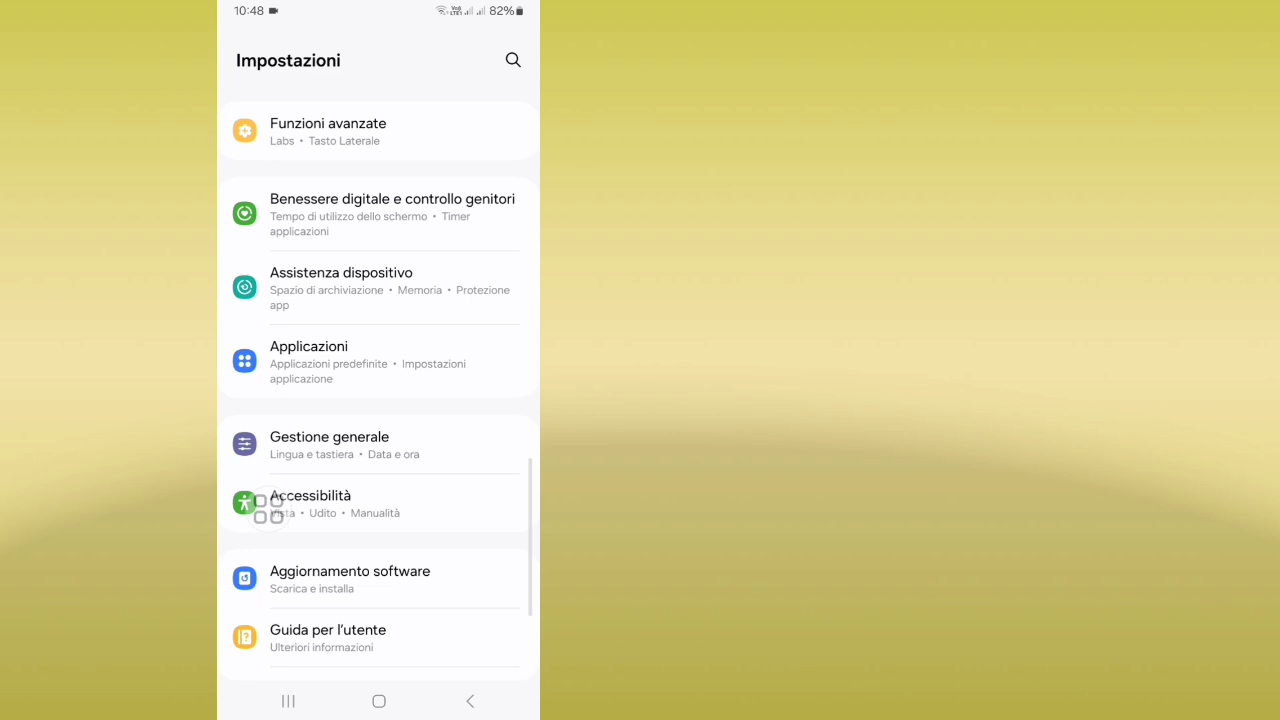 10:48
82%
Impostazioni
Funzioni avanzate
Labs • Tasto Laterale
Benessere digitale e controllo genitori
Tempo di utilizzo dello schermo • Timer
applicazioni
Assistenza dispositivo
Spazio di archiviazione • Memoria • Protezione
app
Applicazioni
Applicazioni predefinite • Impostazioni
applicazione
Gestione generale
Lingua e tastiera • Data e ora
Accessibilità
Vista • Udito • Manualità
Aggiornamento software
Scarica e installa
Guida per l'utente
Ulteriori informazioni